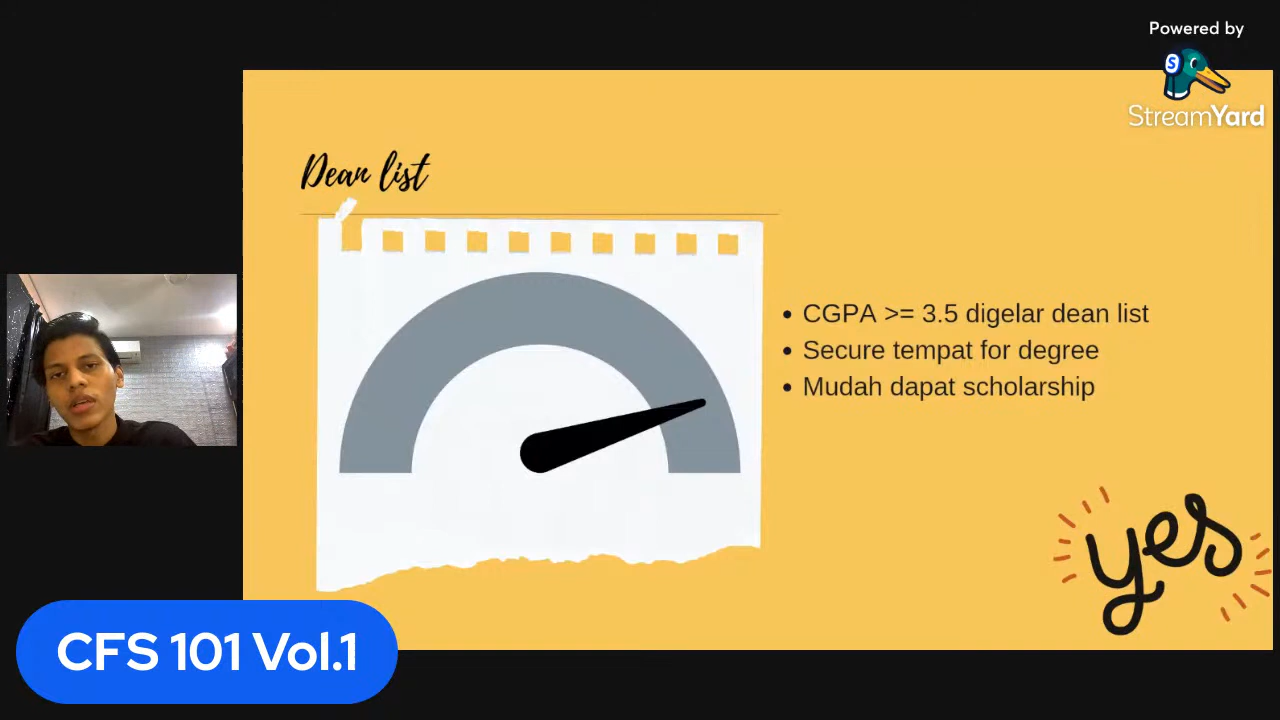 Powered by
StreamYard
Dean list
• CGPA >= 3.5 digelar dean list
• Secure tempat for degree
• Mudah dapat scholarship
yes
CFS 101 Vol.1